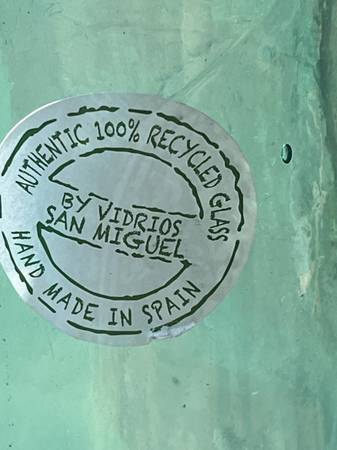 AUTHENTIC 100% RECYCLED GLASS
BY VIDRIOS
SAN MIGUEL
HAND MADE IN SPAIN